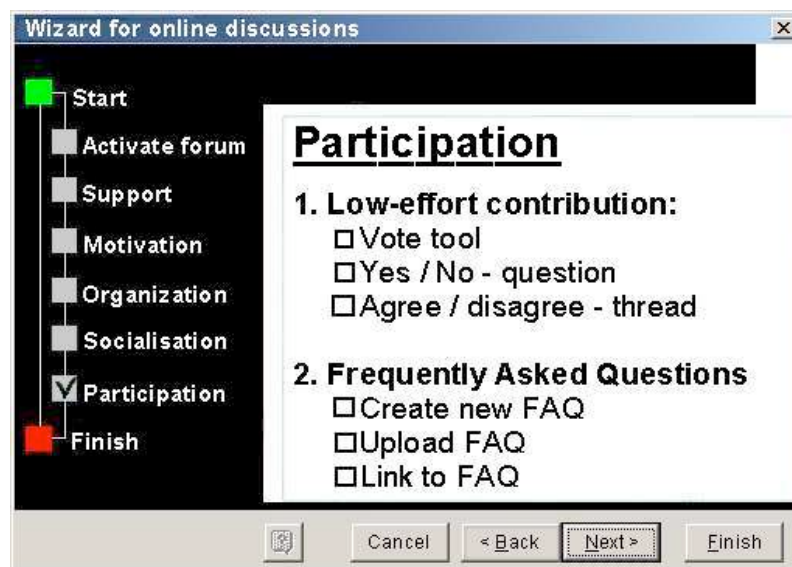 Wizard for online discussions
Start
Activate forum
Support
Motivation
Organization
Socialisation
Participation
Finish
Participation
1. Low-effort contribution:
Vote tool
Yes / No - question
Agree / disagree - thread
2. Frequently Asked Questions
Create new FAQ
Upload FAQ
Link to FAQ
Cancel
< Back
Next >
Finish